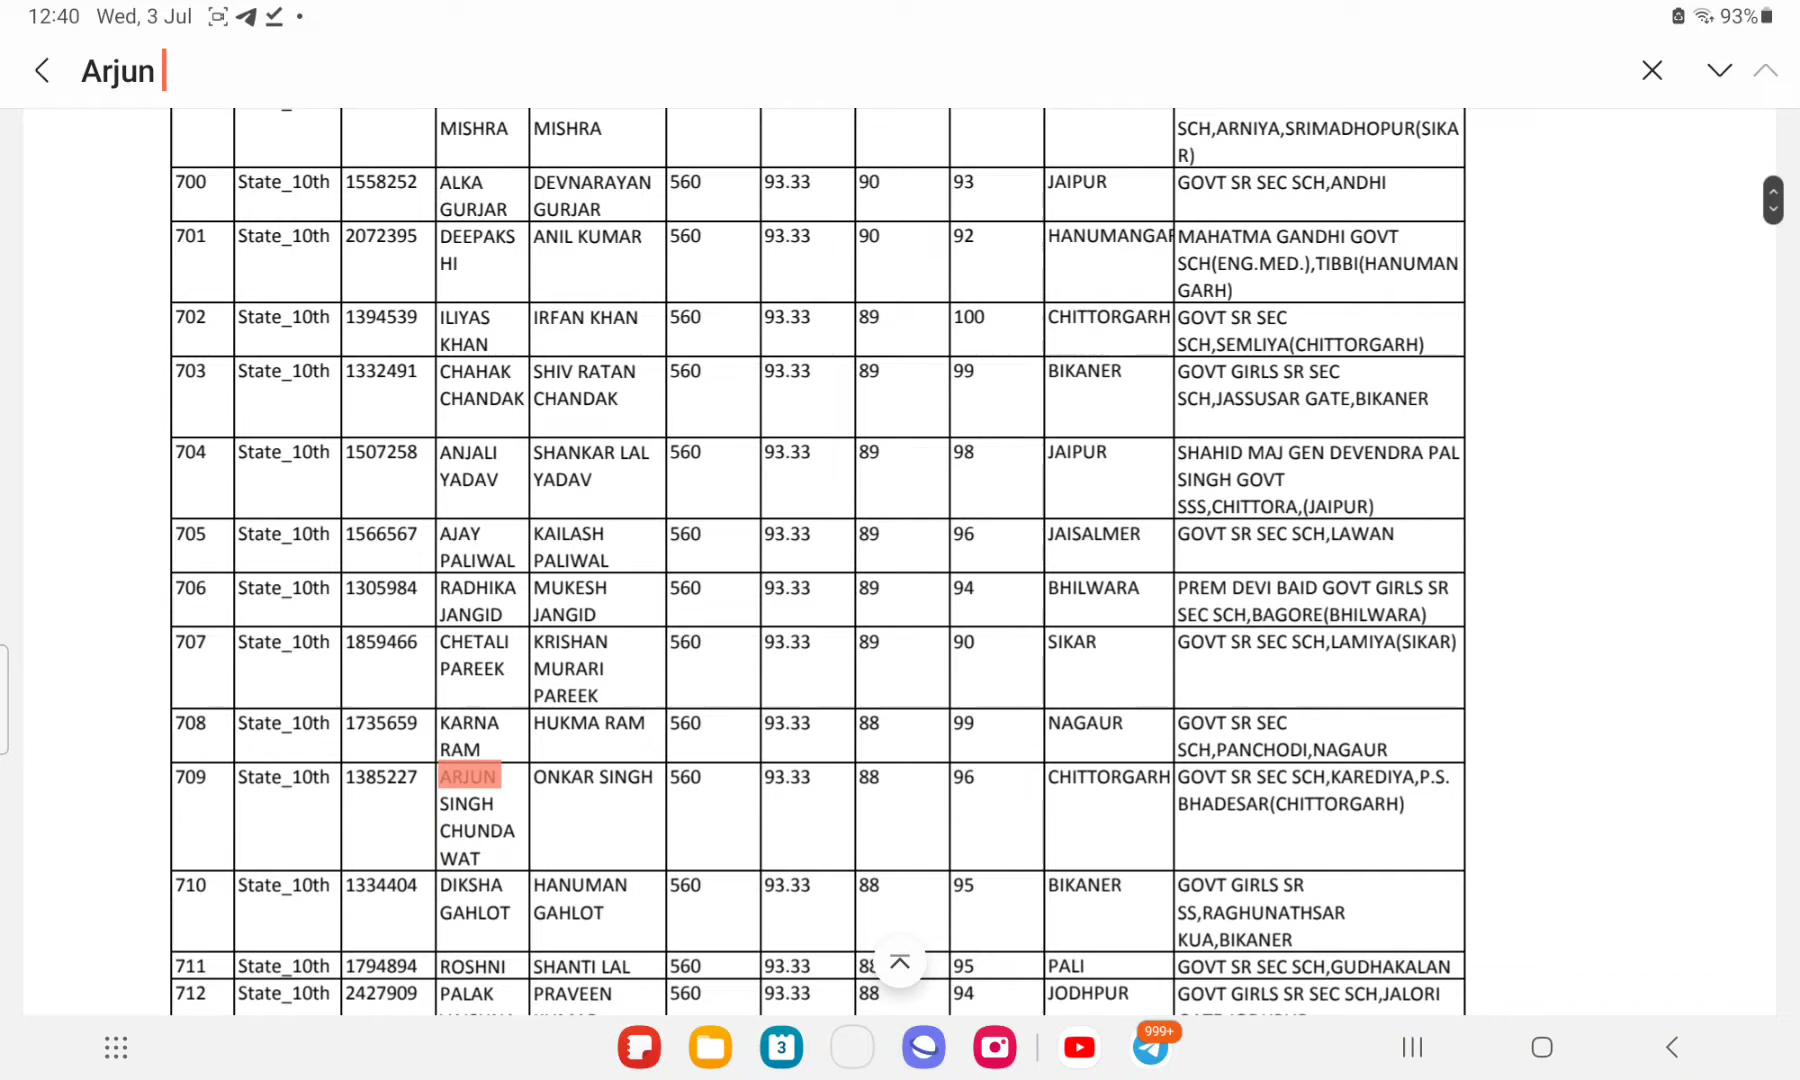 12:40 Wed, 3 Jul 93%
Arjun
MISHRA MISHRA SCH,ARNIYA,SRIMADHOPUR(SIKA
R)
700 State_10th 1558252 ALKA DEVNARAYAN 560 93.33 90 93 JAIPUR GOVT SR SEC SCH,ANDHI
GURJAR GURJAR
701 State_10th 2072395 DEEPAKS ANIL KUMAR 560 93.33 90 92 HANUMANGAR MAHATMA GANDHI GOVT
HI SCH(ENG.MED.),TIBBI(HANUMAN
GARH)
702 State_10th 1394539 ILIYAS IRFAN KHAN 560 93.33 89 100 CHITTORGARH GOVT SR SEC
KHAN SCH,SEMLIYA(CHITTORGARH)
703 State_10th 1332491 CHAHAK SHIV RATAN 560 93.33 89 99 BIKANER GOVT GIRLS SR SEC
CHANDAK CHANDAK SCH,JASSUSAR GATE,BIKANER
704 State_10th 1507258 ANJALI SHANKAR LAL 560 93.33 89 98 JAIPUR SHAHID MAJ GEN DEVENDRA PAL
YADAV YADAV SINGH GOVT
SSS,CHITTORA,(JAIPUR)
705 State_10th 1566567 AJAY KAILASH 560 93.33 89 96 JAISALMER GOVT SR SEC SCH,LAWAN
PALIWAL PALIWAL
706 State_10th 1305984 RADHIKA MUKESH 560 93.33 89 94 BHILWARA PREM DEVI BAID GOVT GIRLS SR
JANGID JANGID SEC SCH,BAGORE(BHILWARA)
707 State_10th 1859466 CHETALI KRISHAN 560 93.33 89 90 SIKAR GOVT SR SEC SCH,LAMIYA(SIKAR)
PAREEK MURARI
PAREEK
708 State_10th 1735659 KARNA HUKMA RAM 560 93.33 88 99 NAGAUR GOVT SR SEC
RAM SCH,PANCHODI,NAGAUR
709 State_10th 1385227 ARJUN ONKAR SINGH 560 93.33 88 96 CHITTORGARH GOVT SR SEC SCH,KAREDIYA,P.S.
SINGH BHADESAR(CHITTORGARH)
CHUNDA
WAT
710 State_10th 1334404 DIKSHA HANUMAN 560 93.33 88 95 BIKANER GOVT GIRLS SR
GAHLOT GAHLOT SS,RAGHUNATHSAR
KUA,BIKANER
711 State_10th 1794894 ROSHNI SHANTI LAL 560 93.33 88 95 PALI GOVT SR SEC SCH,GUDHAKALAN
712 State_10th 2427909 PALAK PRAVEEN 560 93.33 88 94 JODHPUR GOVT GIRLS SR SEC SCH,JALORI
3 999+